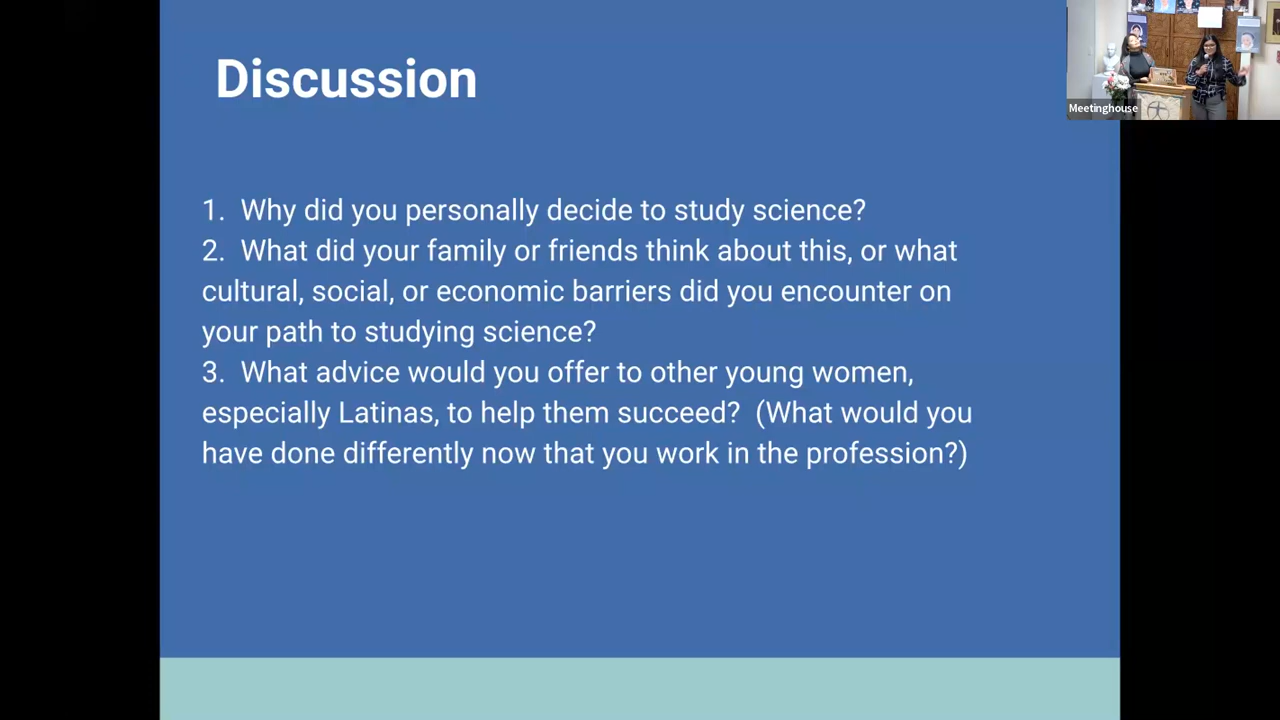 Discussion
Meetinghouse
1. Why did you personally decide to study science?
2. What did your family or friends think about this, or what
cultural, social, or economic barriers did you encounter on
your path to studying science?
3. What advice would you offer to other young women,
especially Latinas, to help them succeed? (What would you
have done differently now that you work in the profession?)